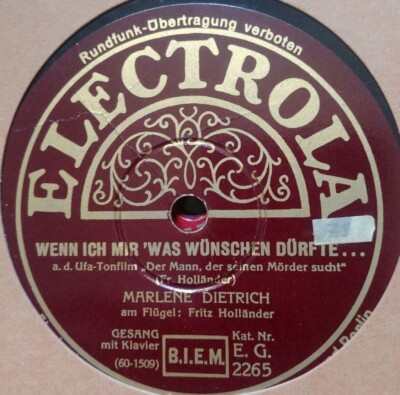 Rundfunk-Übertragung verboten
ELECTROLA
WENN ICH MIR 'WAS WÜNSCHEN DÜRFTE...
a. d. Ufa-Tonfilm „Der Mann, der seinen Mörder sucht"
(Fr. Holländer)
MARLENE DIETRICH
am Flügel: Fritz Holländer
GESANG
mit Klavier
(60-1509)
B.I.E.M.
Kat. Nr.
E. G.
2265